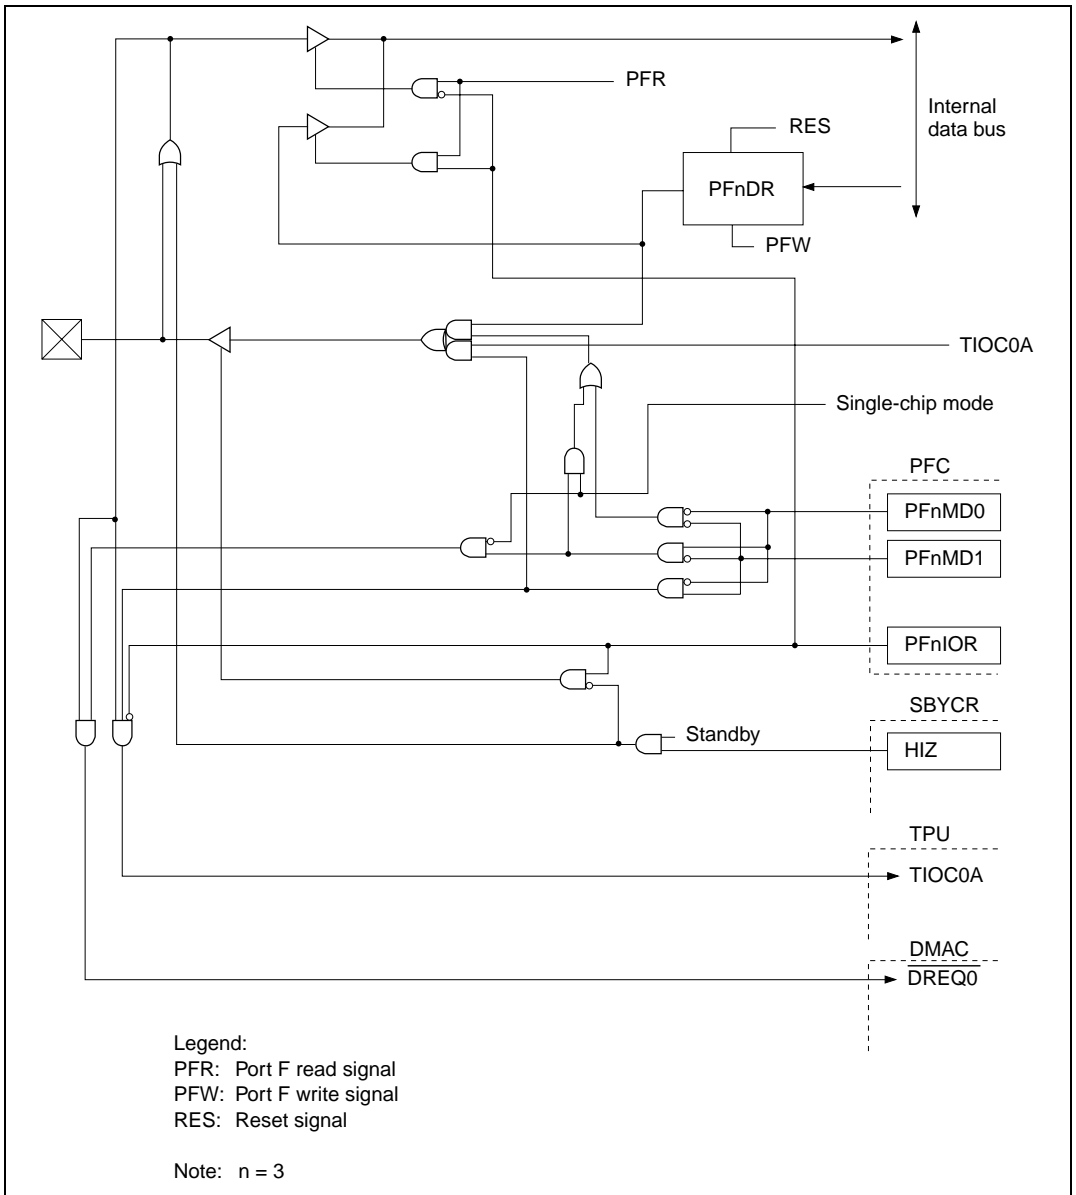 PFR
Internal
data bus
RES
PFnDR
PFW
TIOC0A
Single-chip mode
PFC
PFnMD0
PFnMD1
PFnIOR
SBYCR
Standby
HIZ
TPU
TIOC0A
DMAC
DREQ0
Legend:
PFR: Port F read signal
PFW: Port F write signal
RES: Reset signal
Note: n = 3